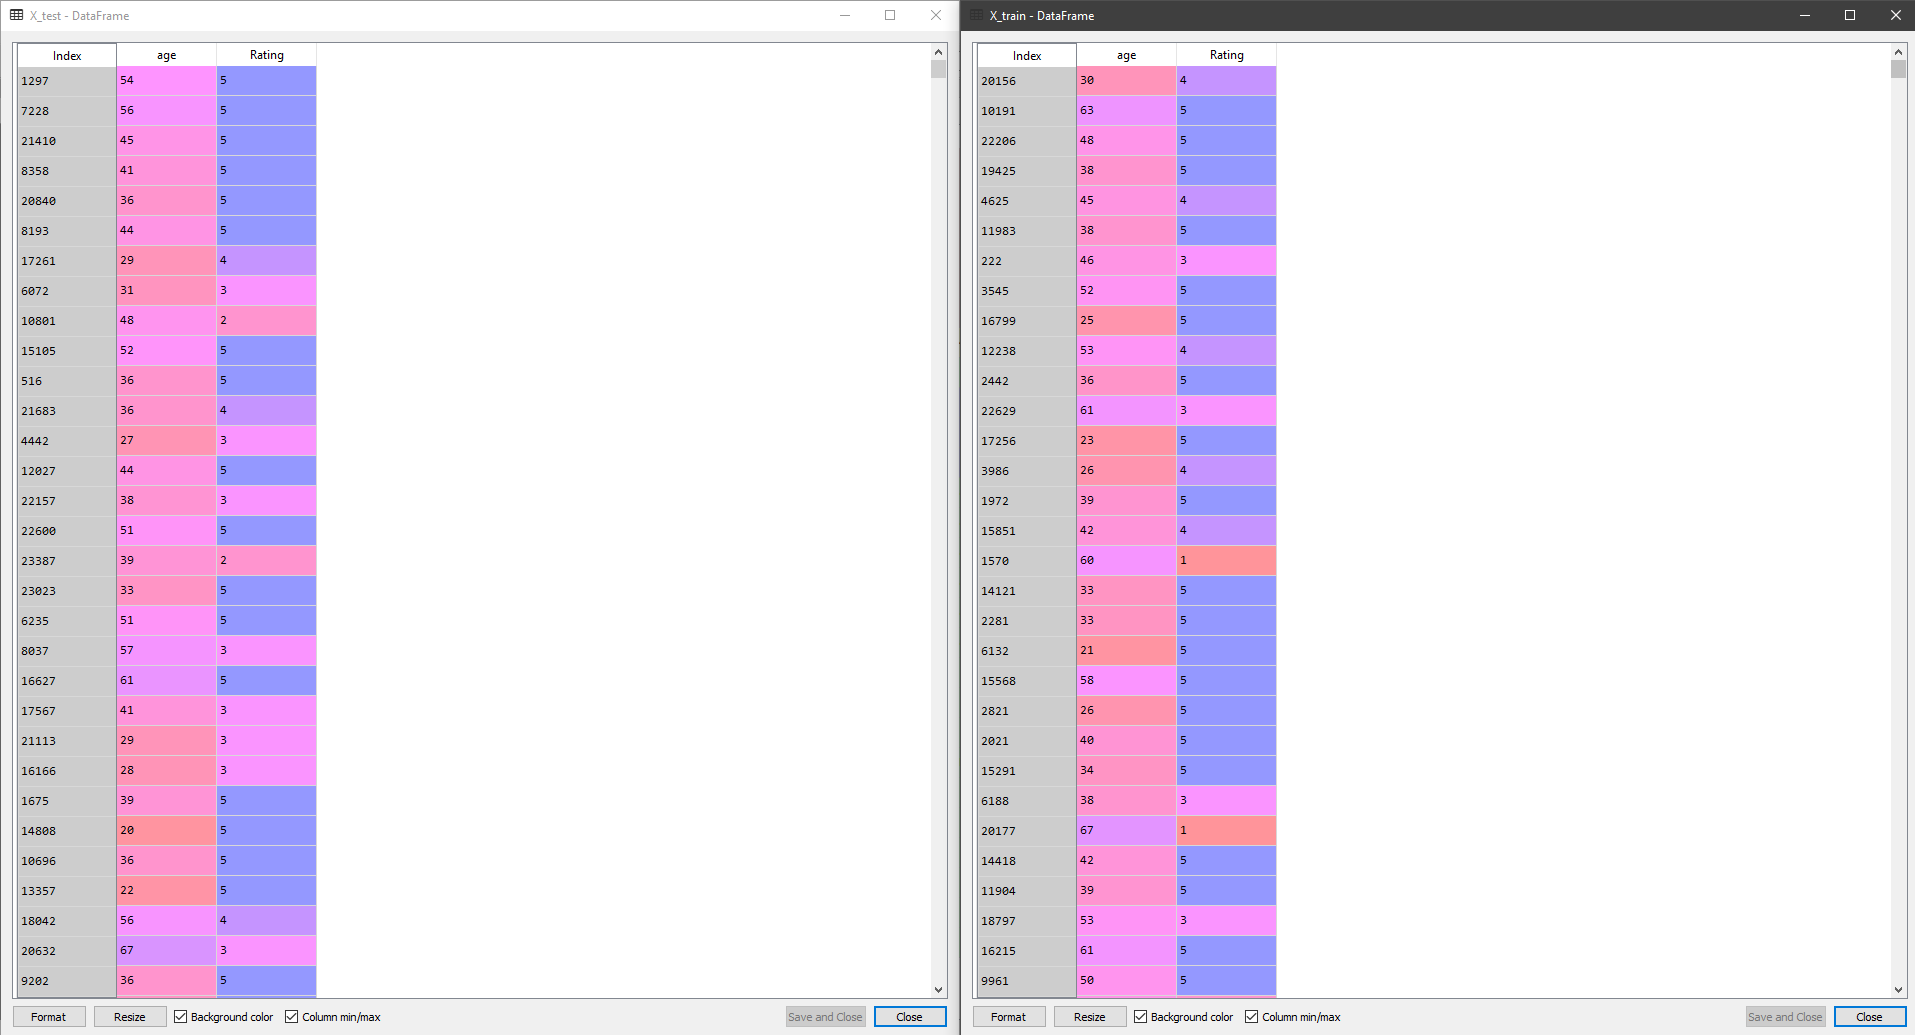 X_test - DataFrame
Index age Rating
1297 54 5
7228 56 5
21410 45 5
8358 41 5
20840 36 5
8193 44 5
17261 29 4
6072 31 3
10801 48 2
15105 52 5
516 36 5
21683 36 4
4442 27 3
12027 44 5
22157 38 3
22600 51 5
23387 39 2
23023 33 5
6235 51 5
8037 57 3
16627 61 5
17567 41 3
21113 29 3
16166 28 3
1675 39 5
14808 20 5
10696 36 5
13357 22 5
18042 56 4
20632 67 3
9202 36 5
Format Resize Background color Column min/max Save and Close Close
X_train - DataFrame
Index age Rating
20156 30 4
10191 63 5
22206 48 5
19425 38 5
4625 45 4
11983 38 5
222 46 3
3545 52 5
16799 25 5
12238 53 4
2442 36 5
22629 61 3
17256 23 5
3986 26 4
1972 39 5
15851 42 4
1570 60 1
14121 33 5
2281 33 5
6132 21 5
15568 58 5
2821 26 5
2021 40 5
15291 34 5
6188 38 3
20177 67 1
14418 42 5
11904 39 5
18797 53 3
16215 61 5
9961 50 5
Format Resize Background color Column min/max Save and Close Close